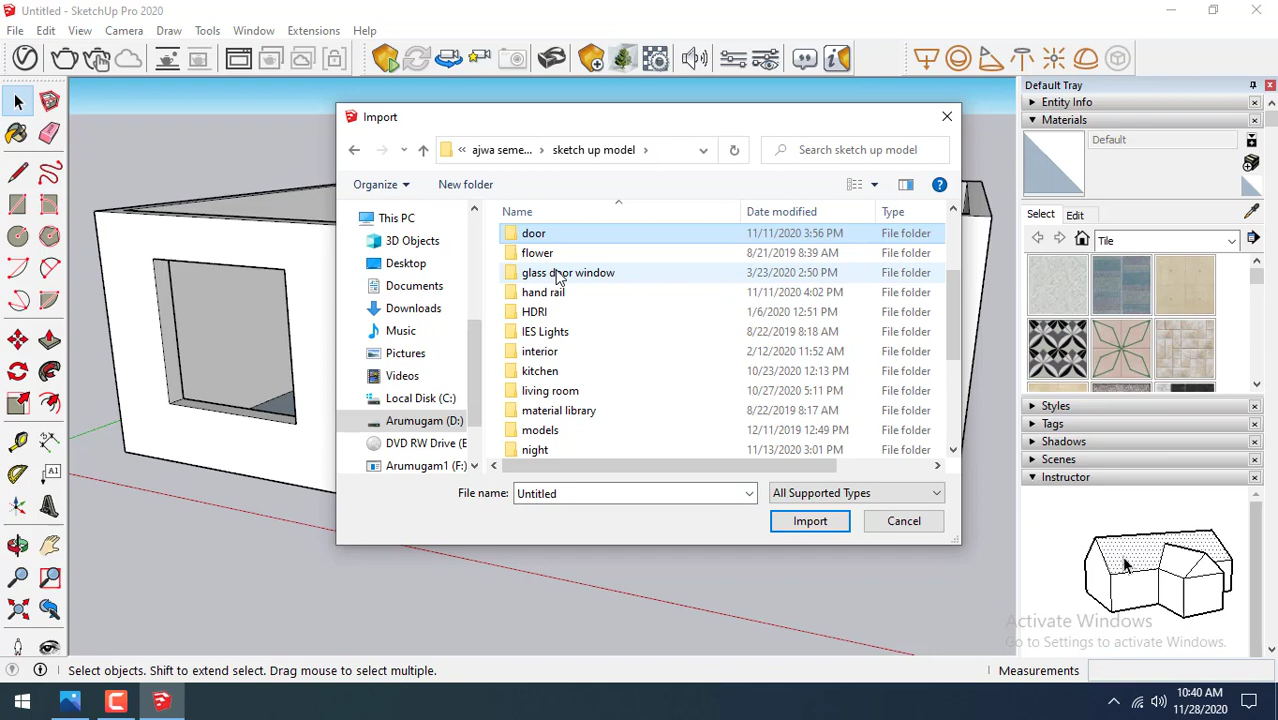 Untitled - SketchUp Pro 2020
File Edit View Camera Draw Tools Window Extensions Help
Import
« ajwa seme... › sketch up model ›
Search sketch up model
Organize New folder
Name Date modified Type
This PC
3D Objects
Desktop
Documents
Downloads
Music
Pictures
Videos
Local Disk (C:)
Arumugam (D:)
DVD RW Drive (E
Arumugam1 (F:)
door 11/11/2020 3:56 PM File folder
flower 8/21/2019 8:39 AM File folder
glass door window 3/23/2020 2:50 PM File folder
hand rail 11/11/2020 4:02 PM File folder
HDRI 1/6/2020 12:51 PM File folder
IES Lights 8/22/2019 8:18 AM File folder
interior 2/12/2020 11:52 AM File folder
kitchen 10/23/2020 12:13 PM File folder
living room 10/27/2020 5:11 PM File folder
material library 8/22/2019 8:17 AM File folder
models 12/11/2019 12:49 PM File folder
night 11/13/2020 3:01 PM File folder
File name: Untitled All Supported Types
Import Cancel
Default Tray
Entity Info
Materials
Default
Select Edit
Tile
Styles
Tags
Shadows
Scenes
Instructor
Activate Windows
Go to Settings to activate Windows.
Select objects. Shift to extend select. Drag mouse to select multiple.
Measurements
10:40 AM
11/28/2020